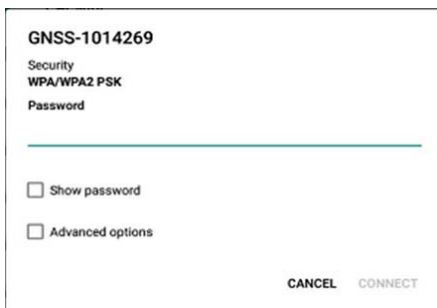 GNSS-1014269
Security
WPA/WPA2 PSK
Password
Show password
Advanced options
CANCEL CONNECT